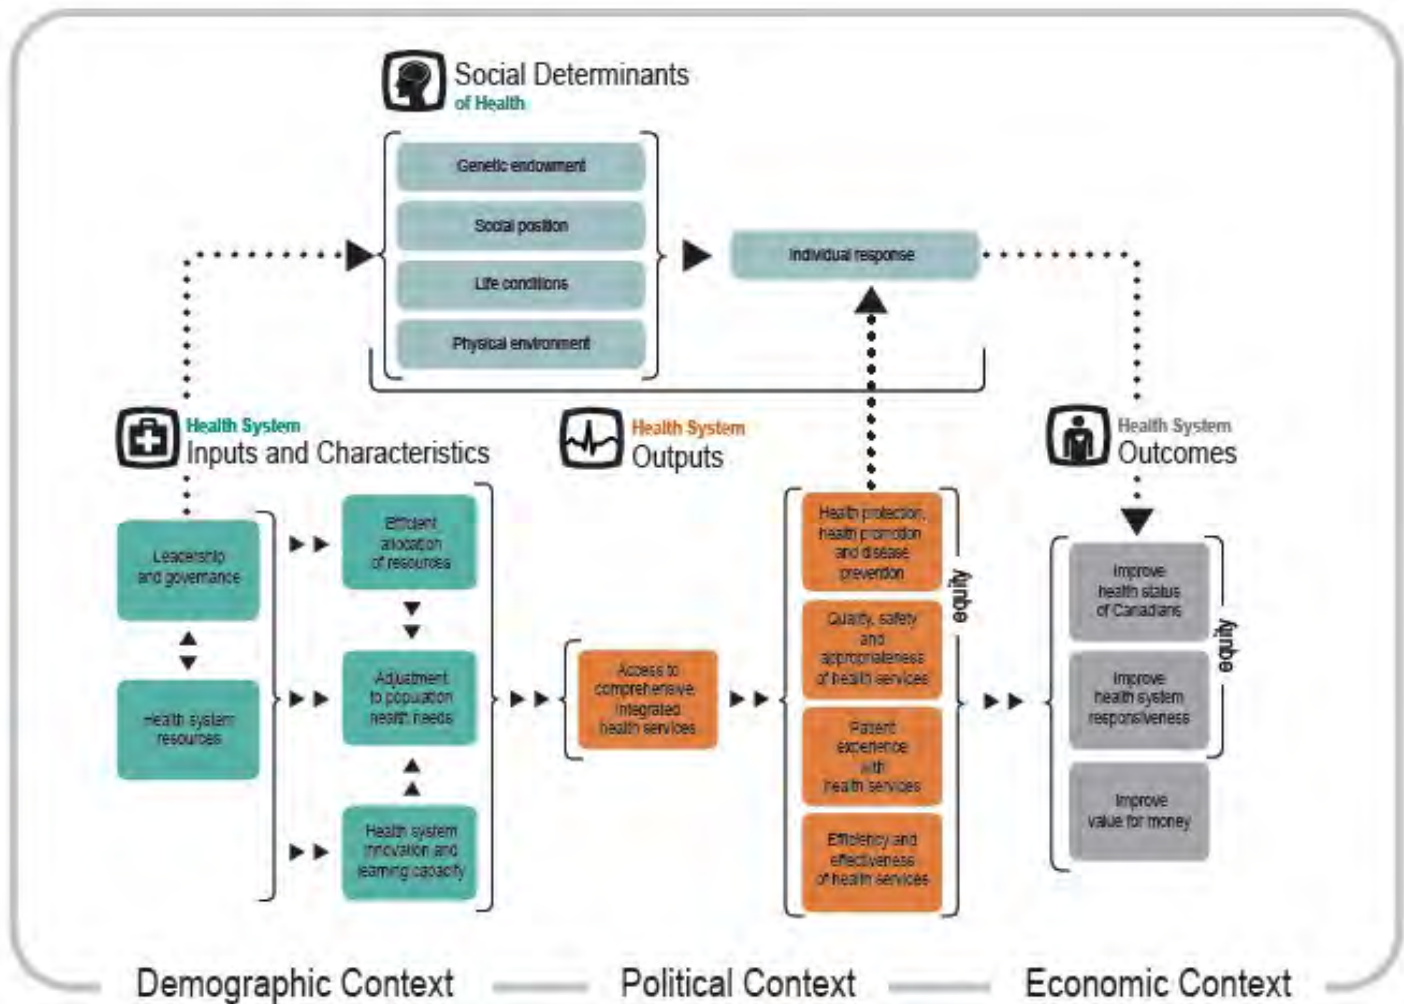 Social Determinants
of Health
Genetic endowment
Social position
Life conditions
Physical environment
Individual response
Health System
Inputs and Characteristics
Leadership
and governance
Health system
resources
Efficient
allocation
of resources
Adjustment
to population
health needs
Health system
innovation and
learning capacity
Health System
Outputs
Access to
comprehensive
integrated
health services
Health protection,
health promotion
and disease
prevention
Quality, safety
and
appropriateness
of health services
Patient
experience
with
health services
Efficiency and
effectiveness
of health services
equity
Health System
Outcomes
Improve
health status
of Canadians
Improve
health system
responsiveness
Improve
value for money
equity
Demographic Context
Political Context
Economic Context